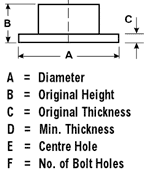 B
C
A
A = Diameter
B = Original Height
C = Original Thickness
D = Min. Thickness
E = Centre Hole
F = No. of Bolt Holes